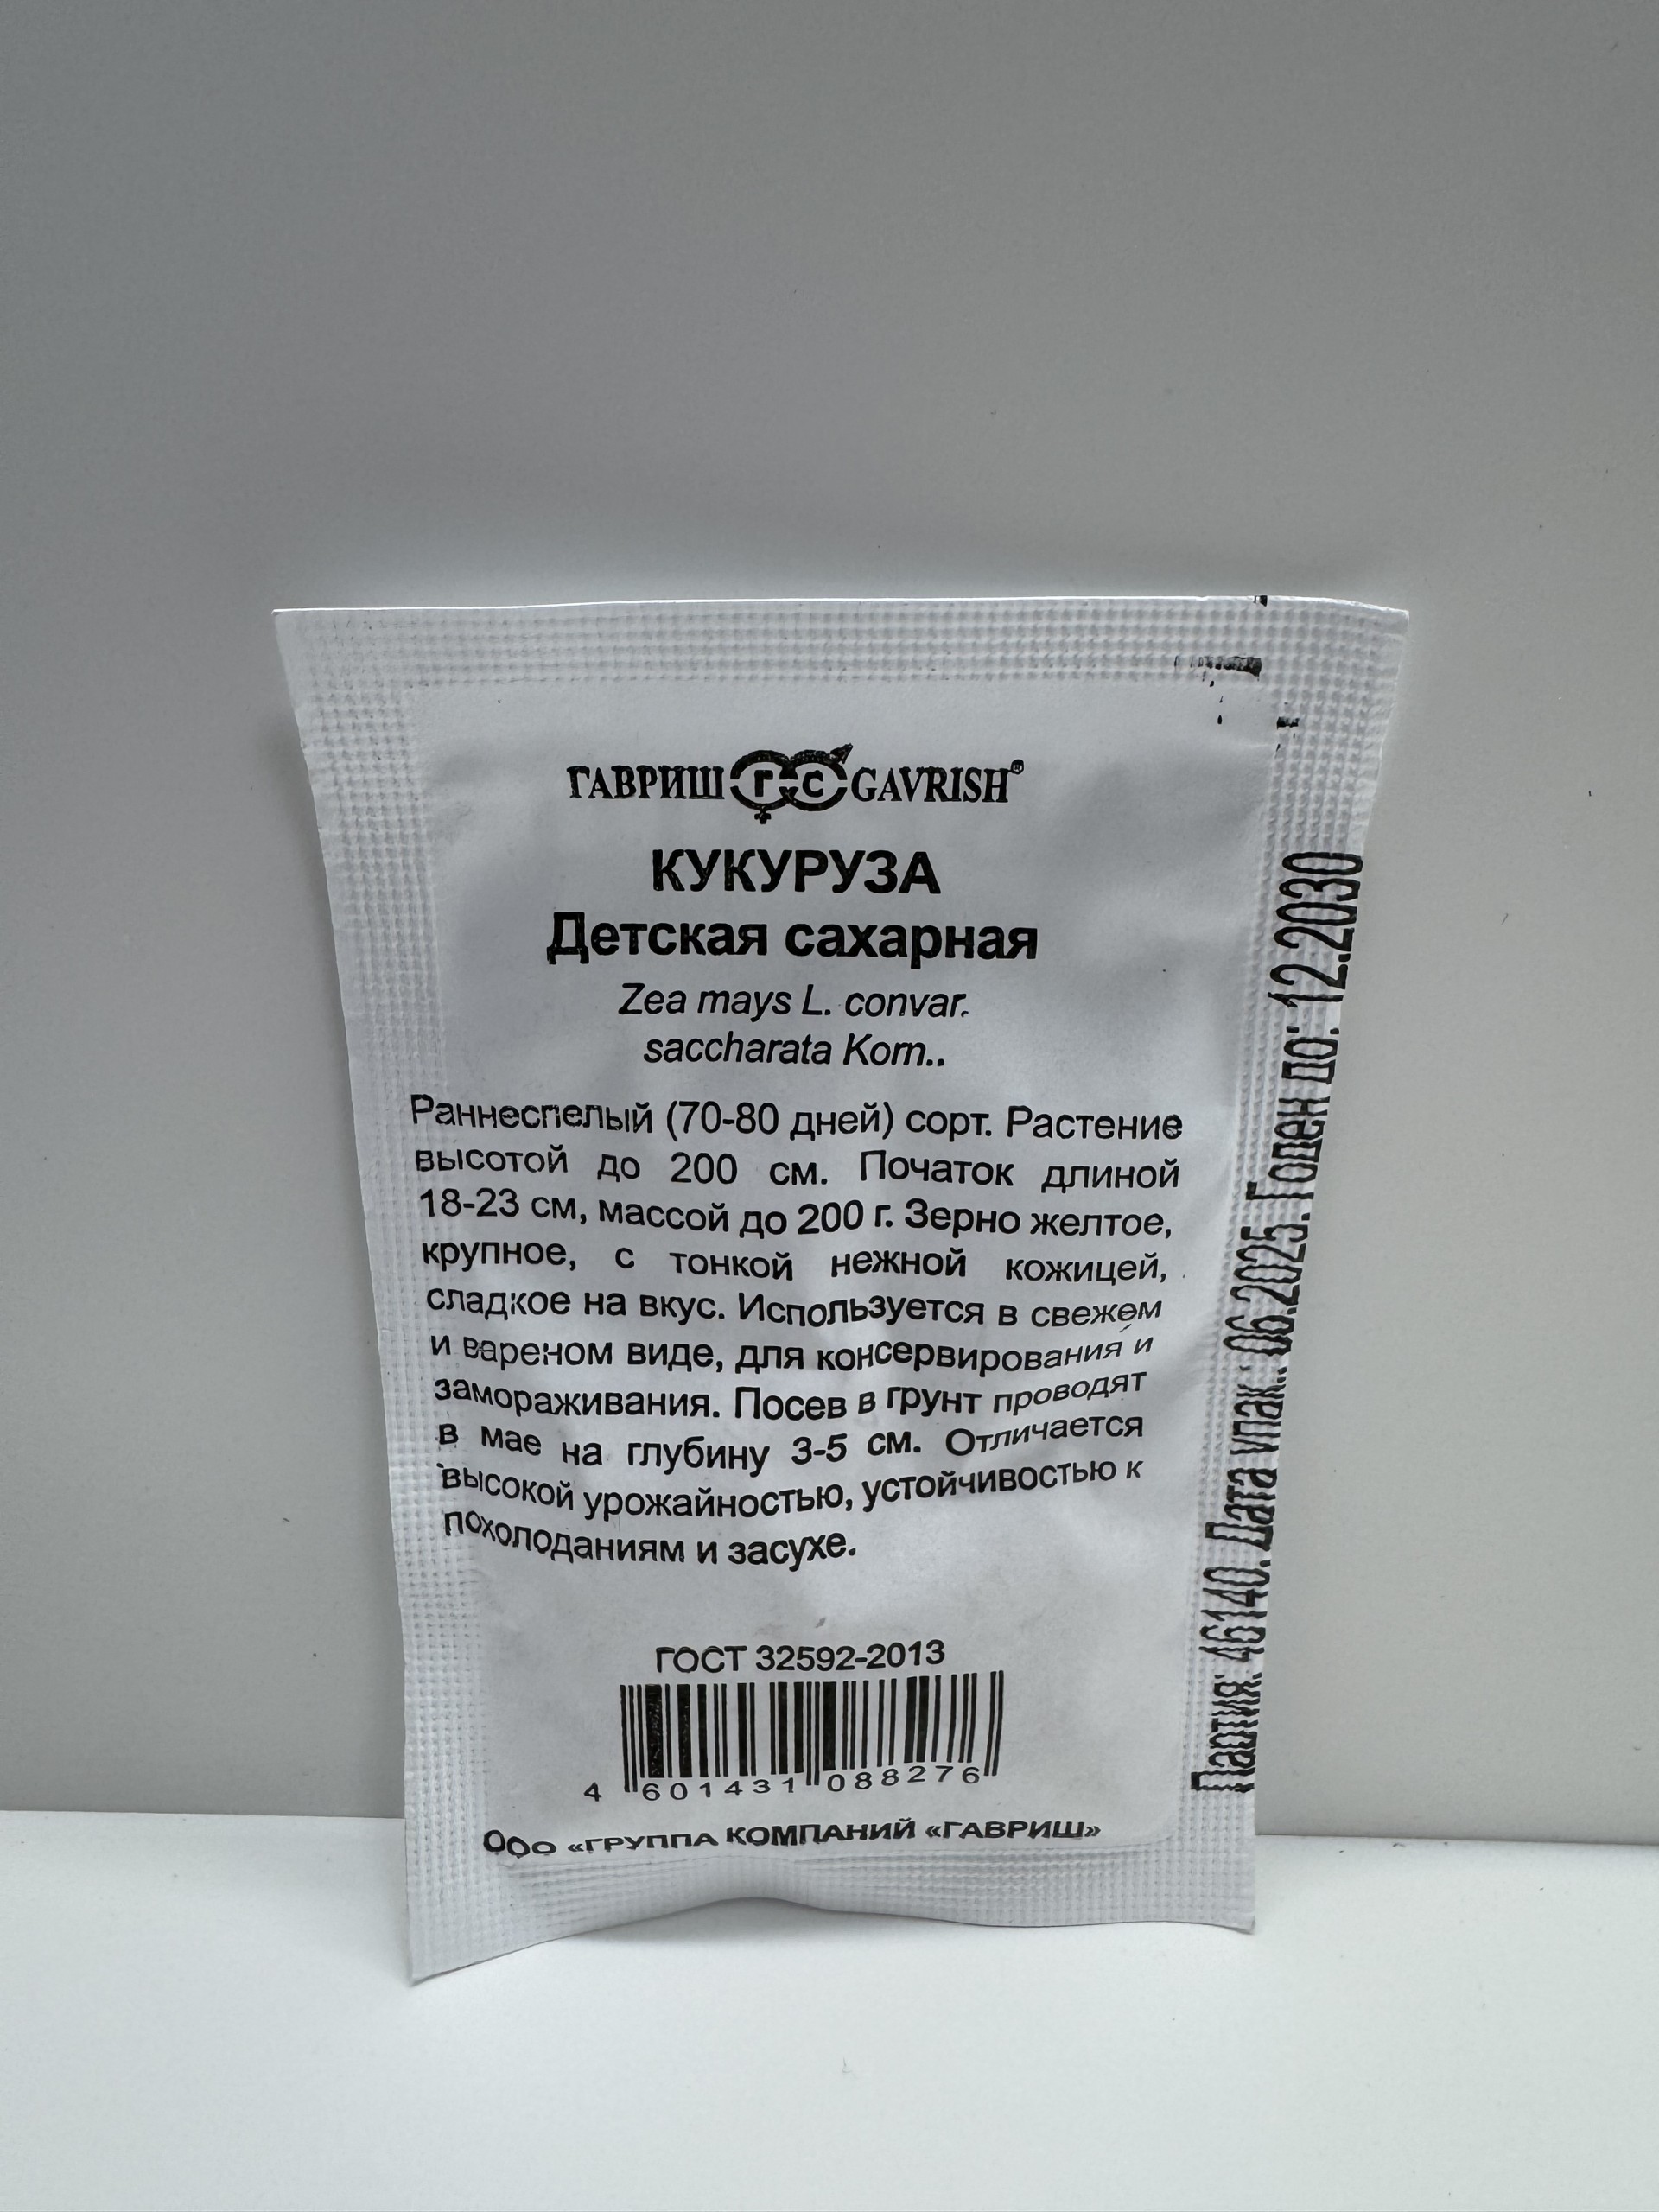 ГАВРИШ ГС GAVRISH®
КУКУРУЗА
Детская сахарная
Zea mays L. convar.
saccharata Korn..
Раннеспелый (70-80 дней) сорт. Растение
высотой до 200 см. Початок длиной
18-23 см, массой до 200 г. Зерно желтое,
крупное, с тонкой нежной кожицей,
сладкое на вкус. Используется в свежем
и вареном виде, для консервирования и
замораживания. Посев в грунт проводят
в мае на глубину 3-5 см. Отличается
высокой урожайностью, устойчивостью к
похолоданиям и засухе.
ГОСТ 32592-2013
4 601431 088276
ООО «ГРУППА КОМПАНИЙ «ГАВРИШ»
Партия: 46140. Дата упак.: 06.2025. Годен до: 12.2030